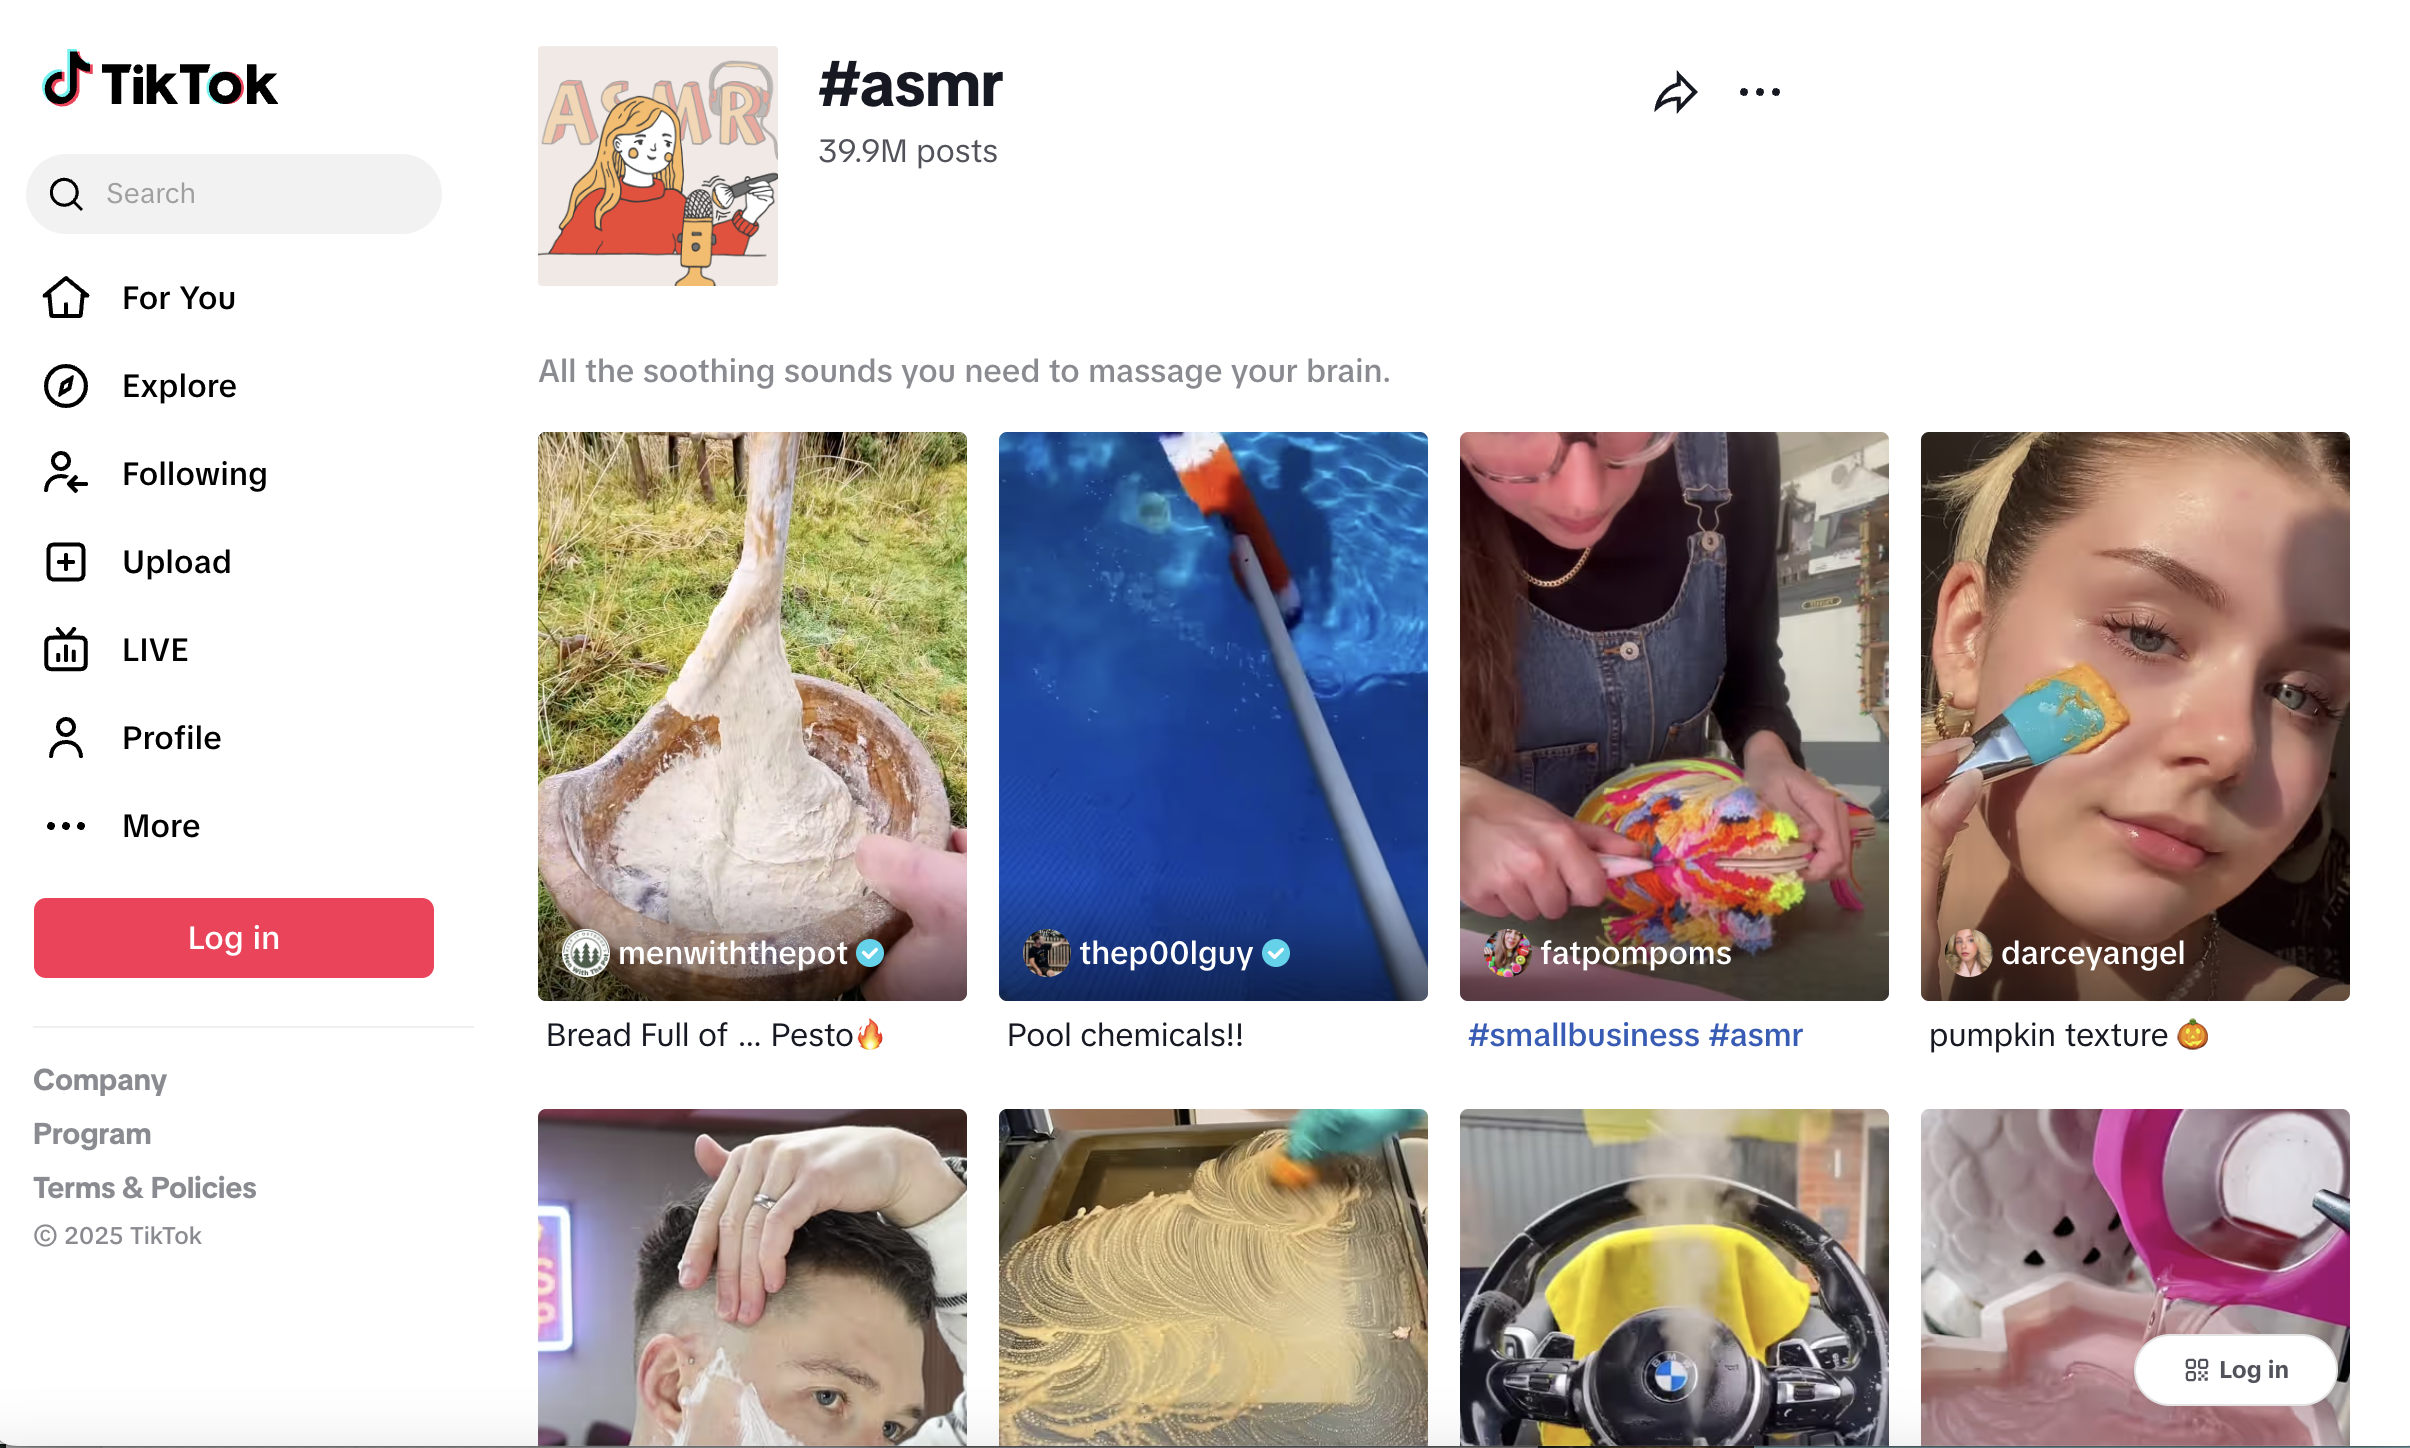 TikTok
Search
For You
Explore
Following
Upload
LIVE
Profile
More
Log in
Company
Program
Terms & Policies
© 2025 TikTok
ASMR
#asmr
39.9M posts
All the soothing sounds you need to massage your brain.
menwiththepot
Bread Full of ... Pesto🔥
thep00lguy
Pool chemicals!!
fatpompoms
#smallbusiness #asmr
darceyangel
pumpkin texture 🎃
BMW
Log in